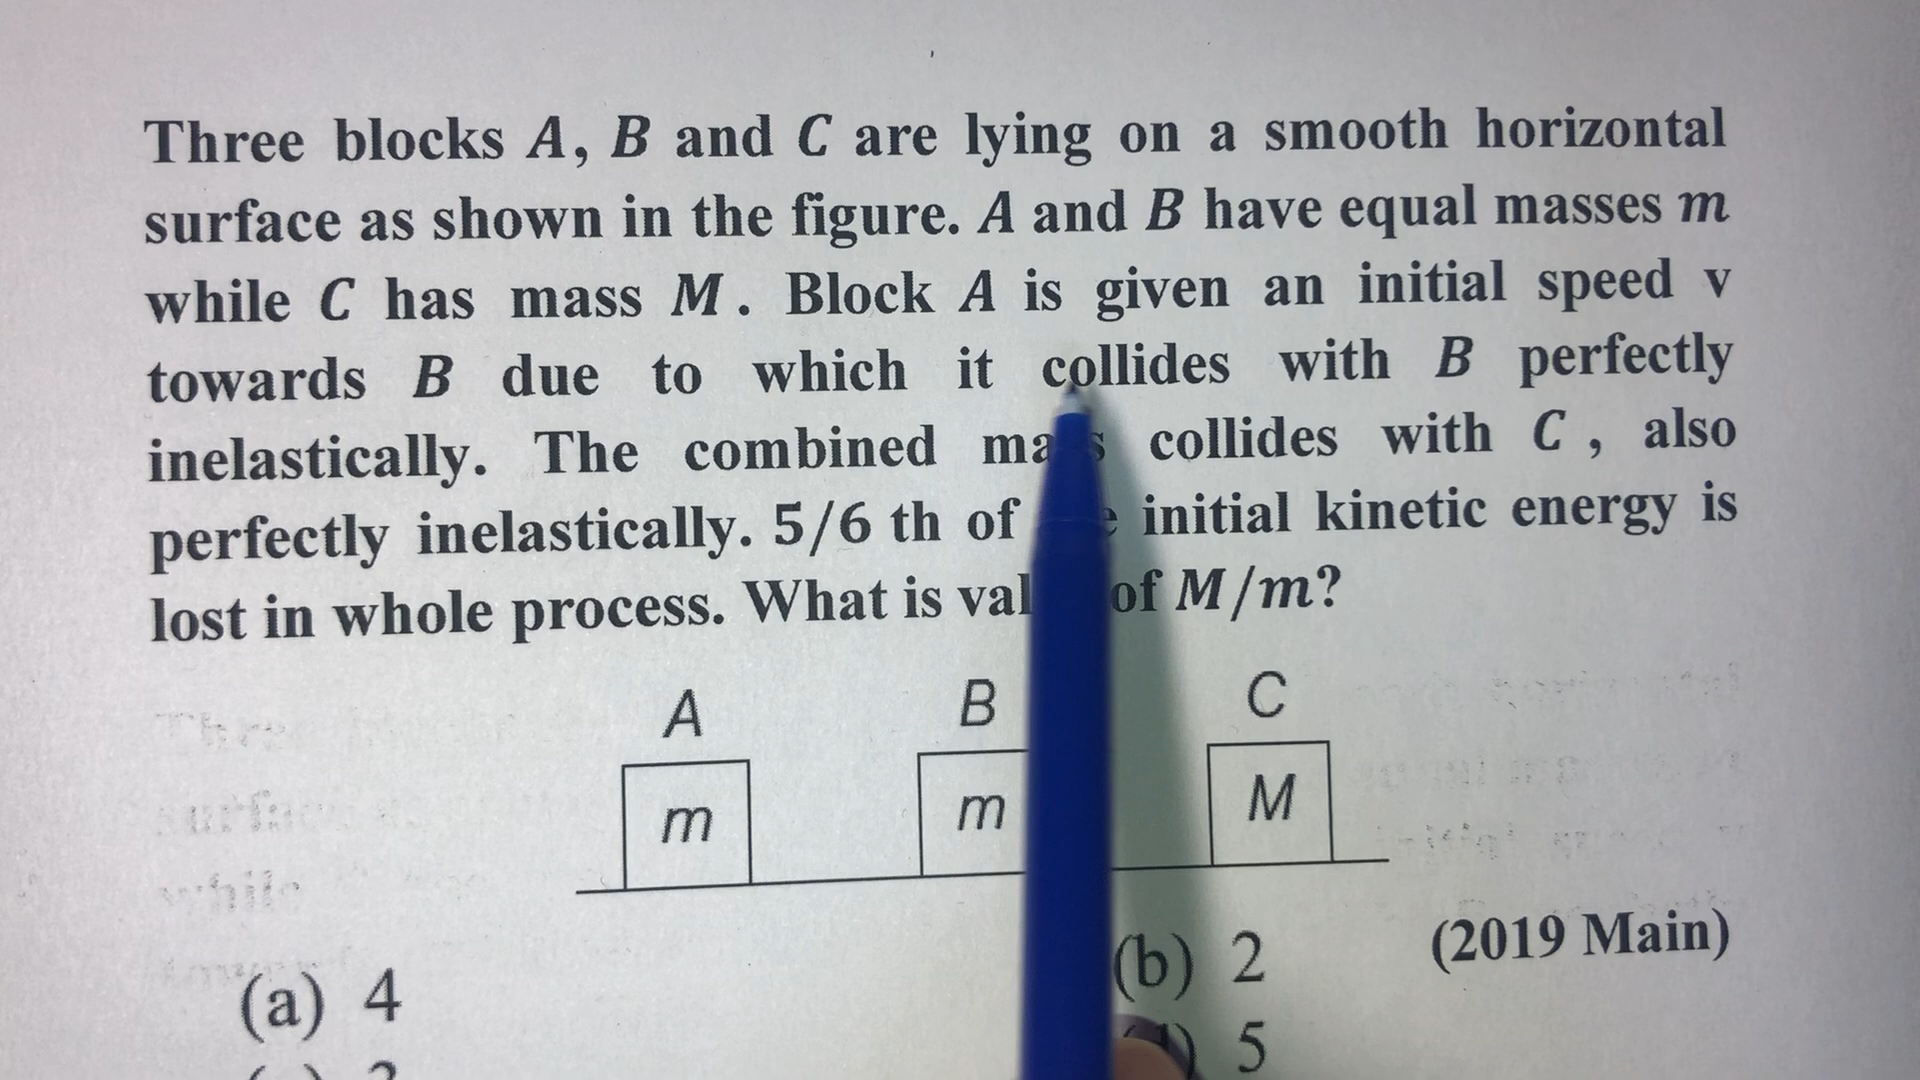 Three blocks A, B and C are lying on a smooth horizontal
surface as shown in the figure. A and B have equal masses m
while C has mass M. Block A is given an initial speed v
towards B due to which it collides with B perfectly
inelastically. The combined collides with C, also
perfectly inelastically. 5/6 th of initial kinetic energy is
lost in whole process. What is of M/m?
A B C
m m M
(2019 Main)
(a) 4 (b) 2
5